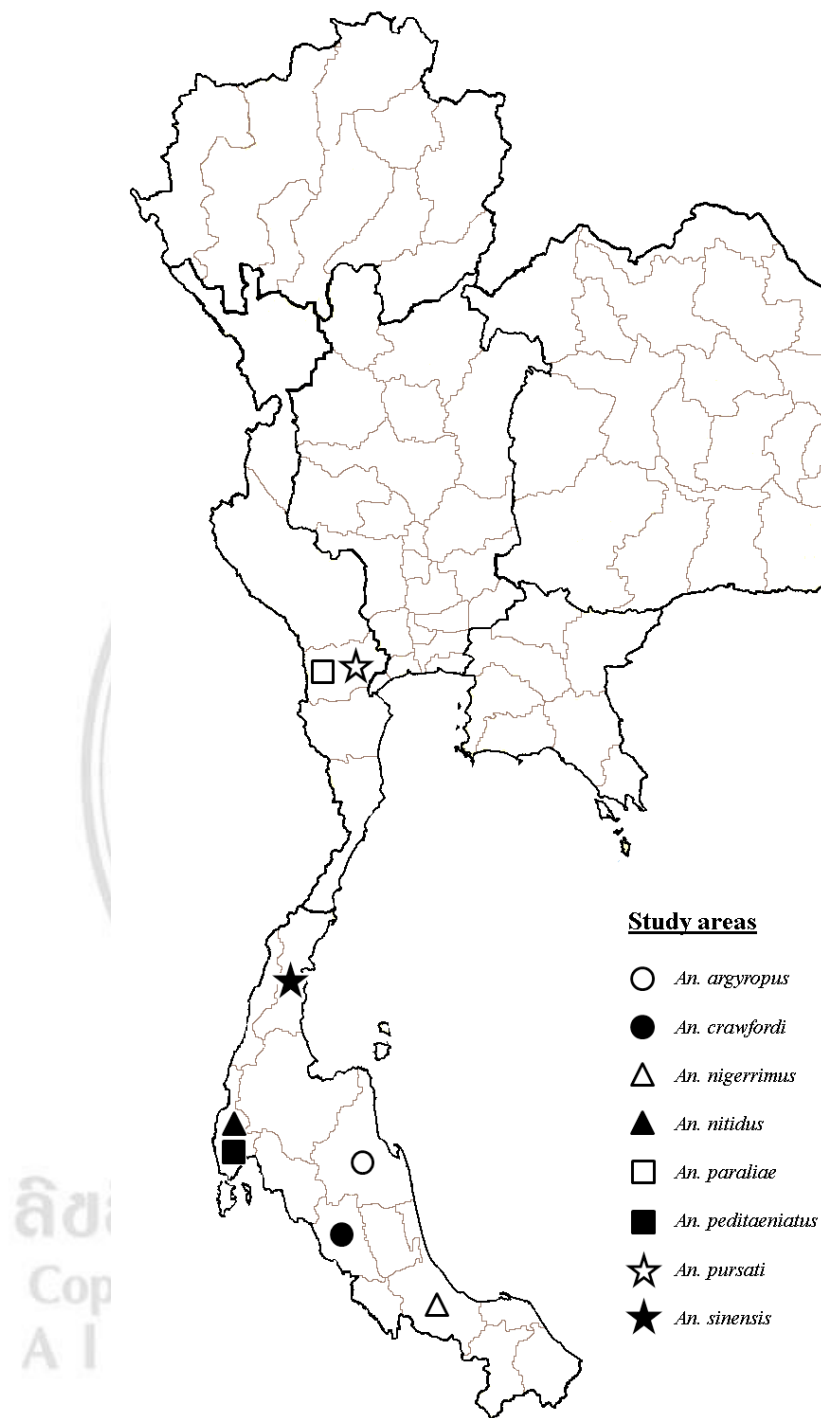 Study areas
An. argyropus
An. crawfordi
An. nigerrimus
An. nitidus
An. paraliae
An. peditaeniatus
An. pursati
An. sinensis